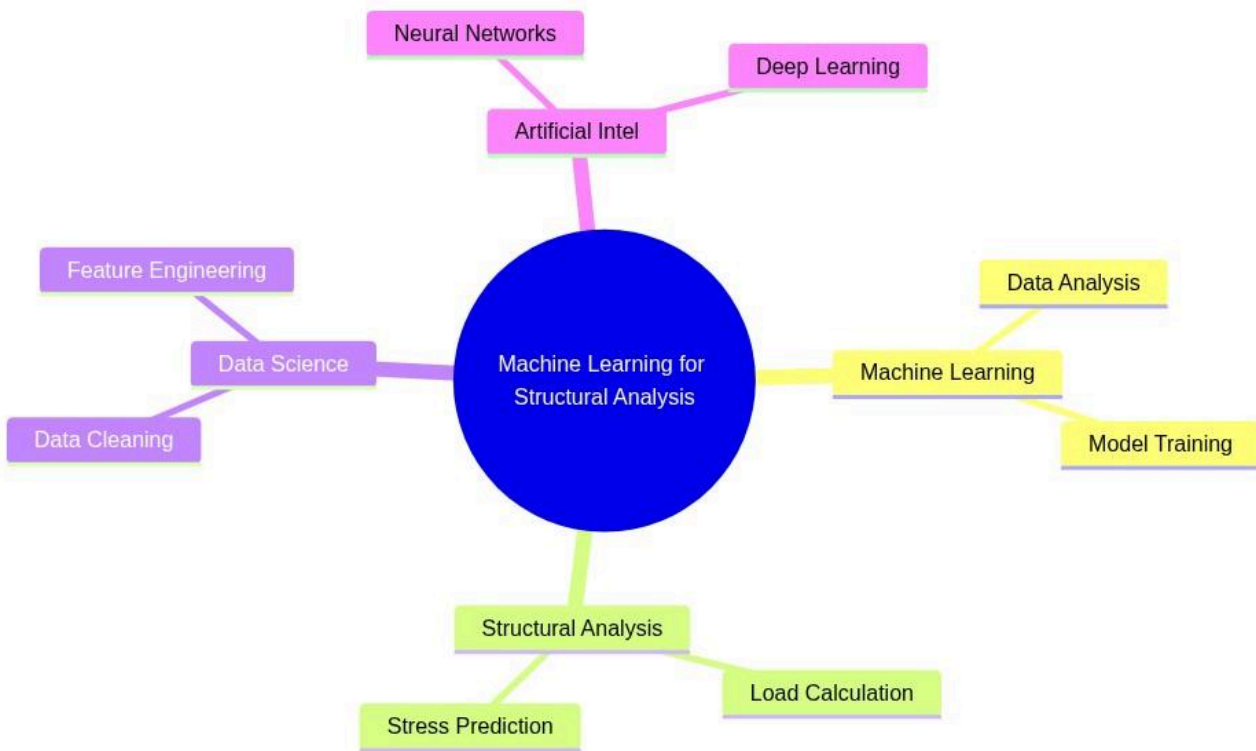 Neural Networks
Deep Learning
Artificial Intel
Feature Engineering
Data Analysis
Data Science
Machine Learning for
Structural Analysis
Machine Learning
Data Cleaning
Model Training
Structural Analysis
Load Calculation
Stress Prediction